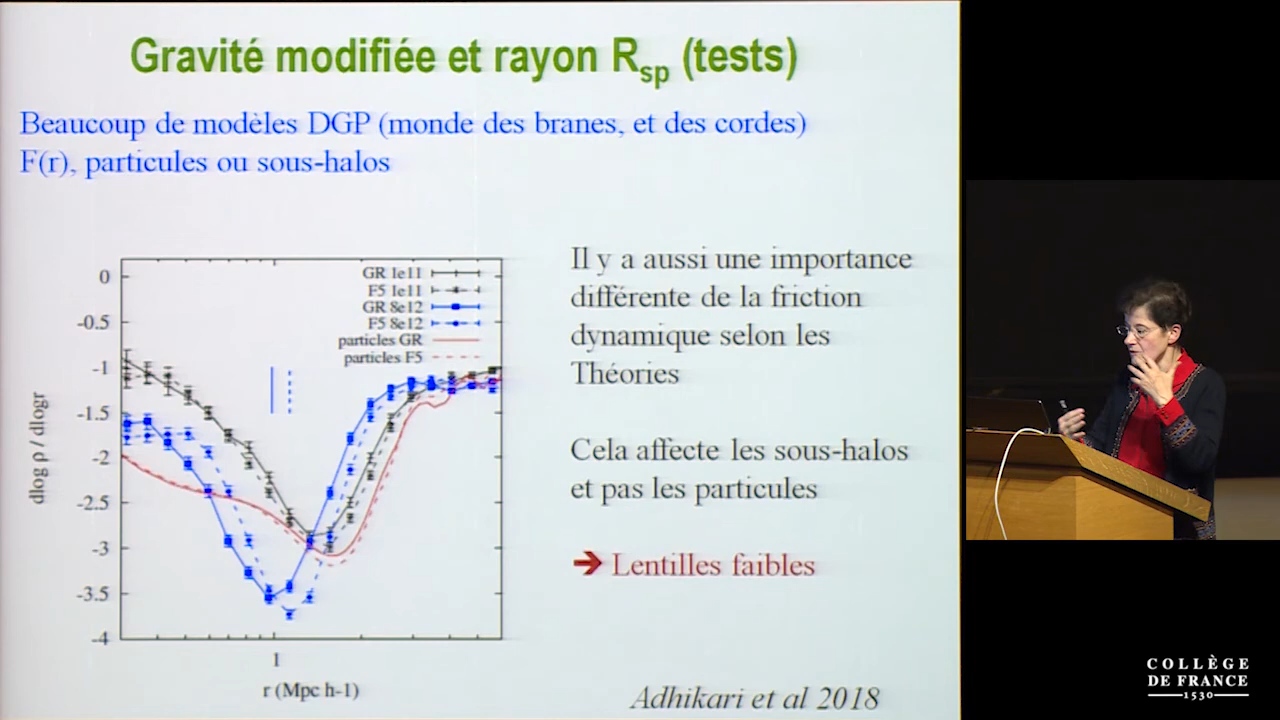 Gravité modifiée et rayon Rsp (tests)
Beaucoup de modèles DGP (monde des branes, et des cordes)
F(r), particules ou sous-halos
Il y a aussi une importance
différente de la friction
dynamique selon les
Théories
Cela affecte les sous-halos
et pas les particules
➔ Lentilles faibles
GR 1e11
F5 1e11
GR 8e12
F5 8e12
particles GR
particles F5
0
-0.5
-1
-1.5
-2
-2.5
-3
-3.5
-4
dlog ρ / dlogr
1
r (Mpc h-1)
Adhikari et al 2018
COLLÈGE
DE FRANCE
1530